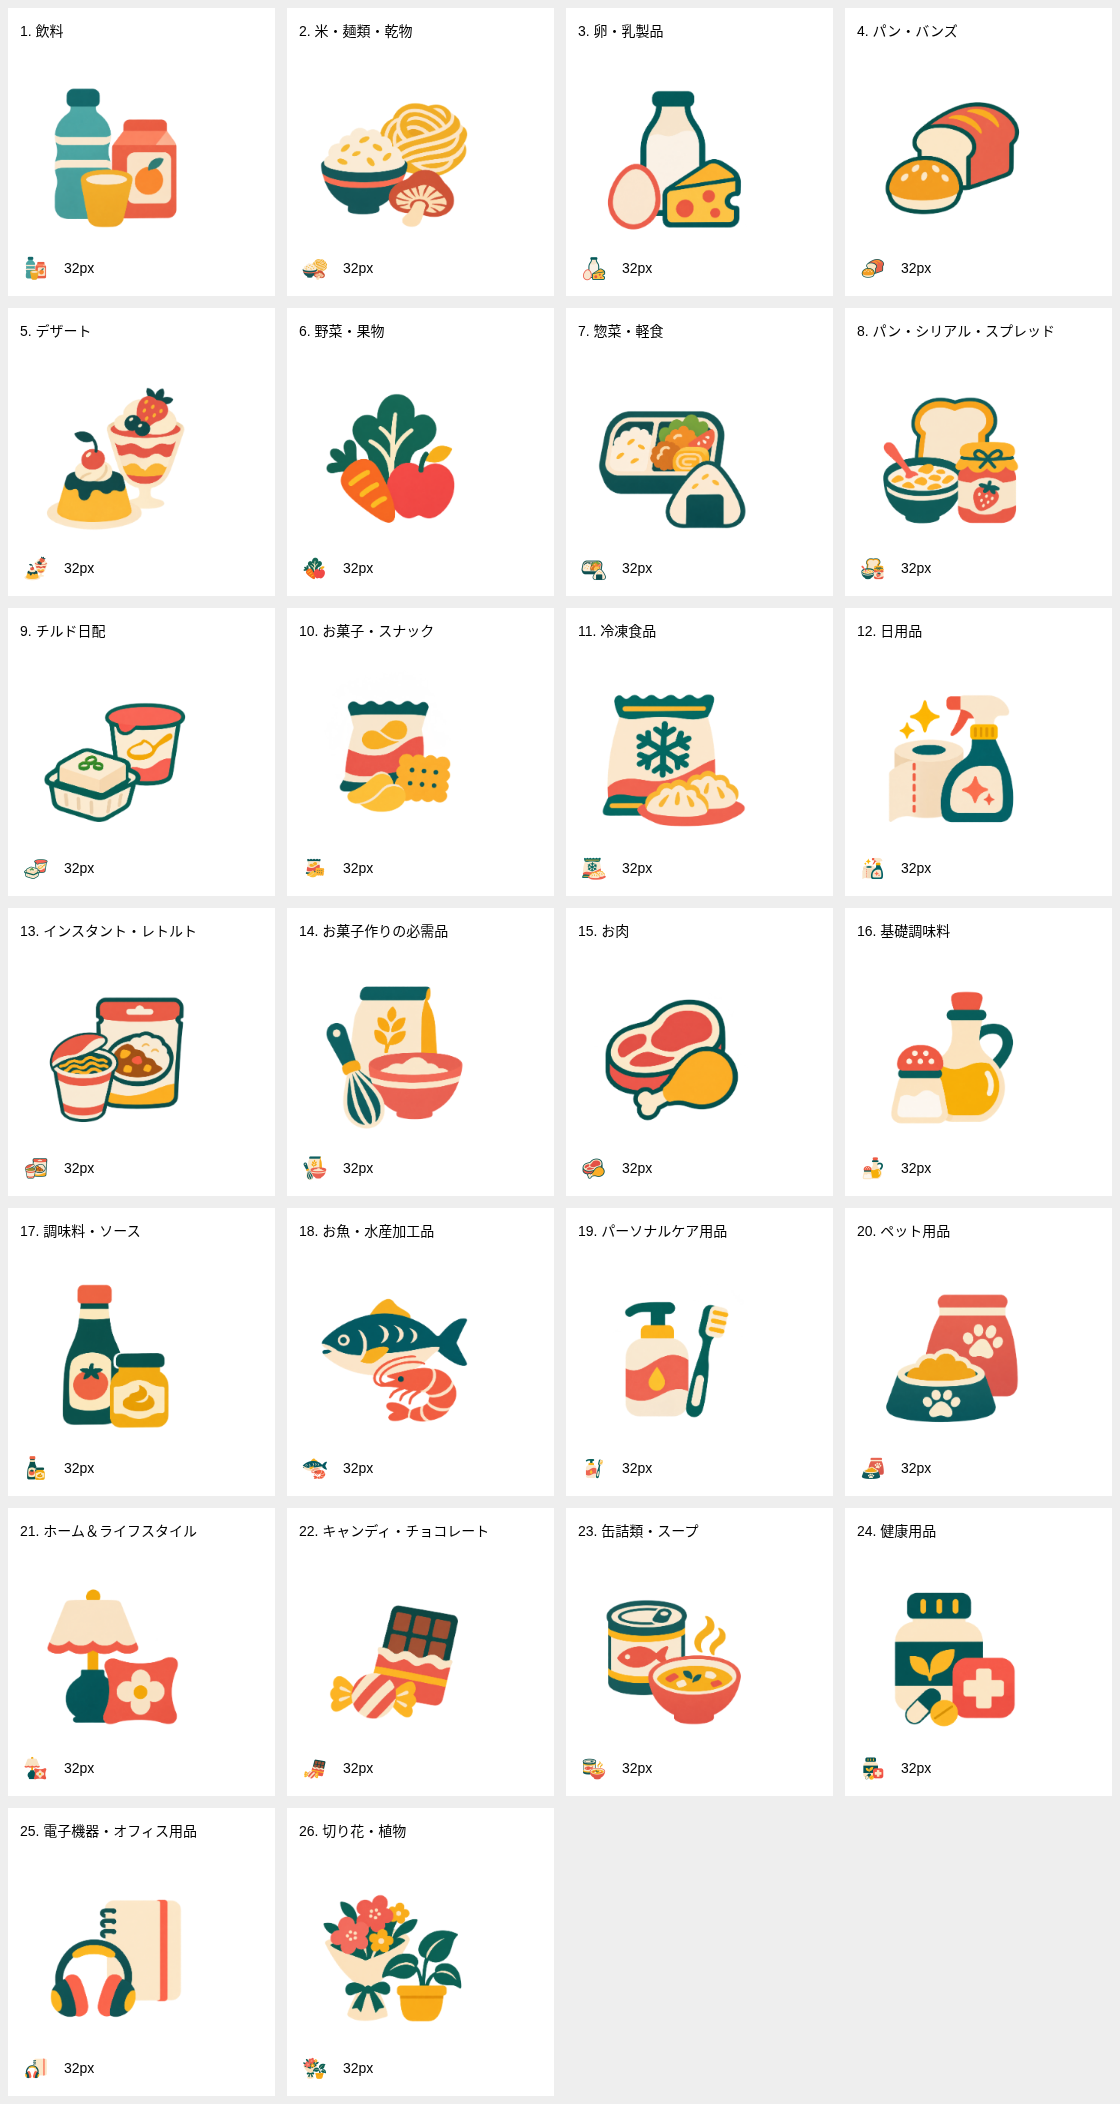 1. 飲料
32px
2. 米・麺類・乾物
32px
3. 卵・乳製品
32px
4. パン・バンズ
32px
5. デザート
32px
6. 野菜・果物
32px
7. 惣菜・軽食
32px
8. パン・シリアル・スプレッド
32px
9. チルド日配
32px
10. お菓子・スナック
32px
11. 冷凍食品
32px
12. 日用品
32px
13. インスタント・レトルト
32px
14. お菓子作りの必需品
32px
15. お肉
32px
16. 基礎調味料
32px
17. 調味料・ソース
32px
18. お魚・水産加工品
32px
19. パーソナルケア用品
32px
20. ペット用品
32px
21. ホーム＆ライフスタイル
32px
22. キャンディ・チョコレート
32px
23. 缶詰類・スープ
32px
24. 健康用品
32px
25. 電子機器・オフィス用品
32px
26. 切り花・植物
32px